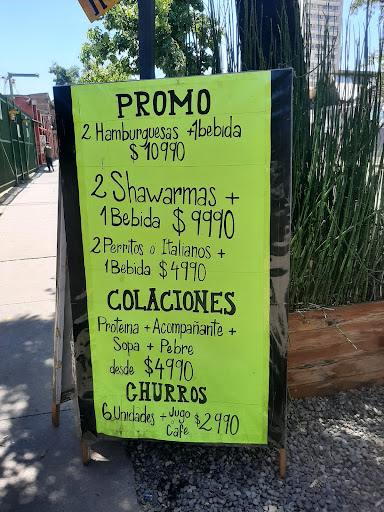 PROMO
2 Hamburguesas +1bebida
$10990
2 Shawarmas +
1 Bebida $9990
2 Perritos o Italianos +
1 Bebida $4990
COLACIONES
Proteina + Acompañante +
Sopa + Pebre
desde $4990
CHURROS
6 Unidades + Jugo $2990
Café